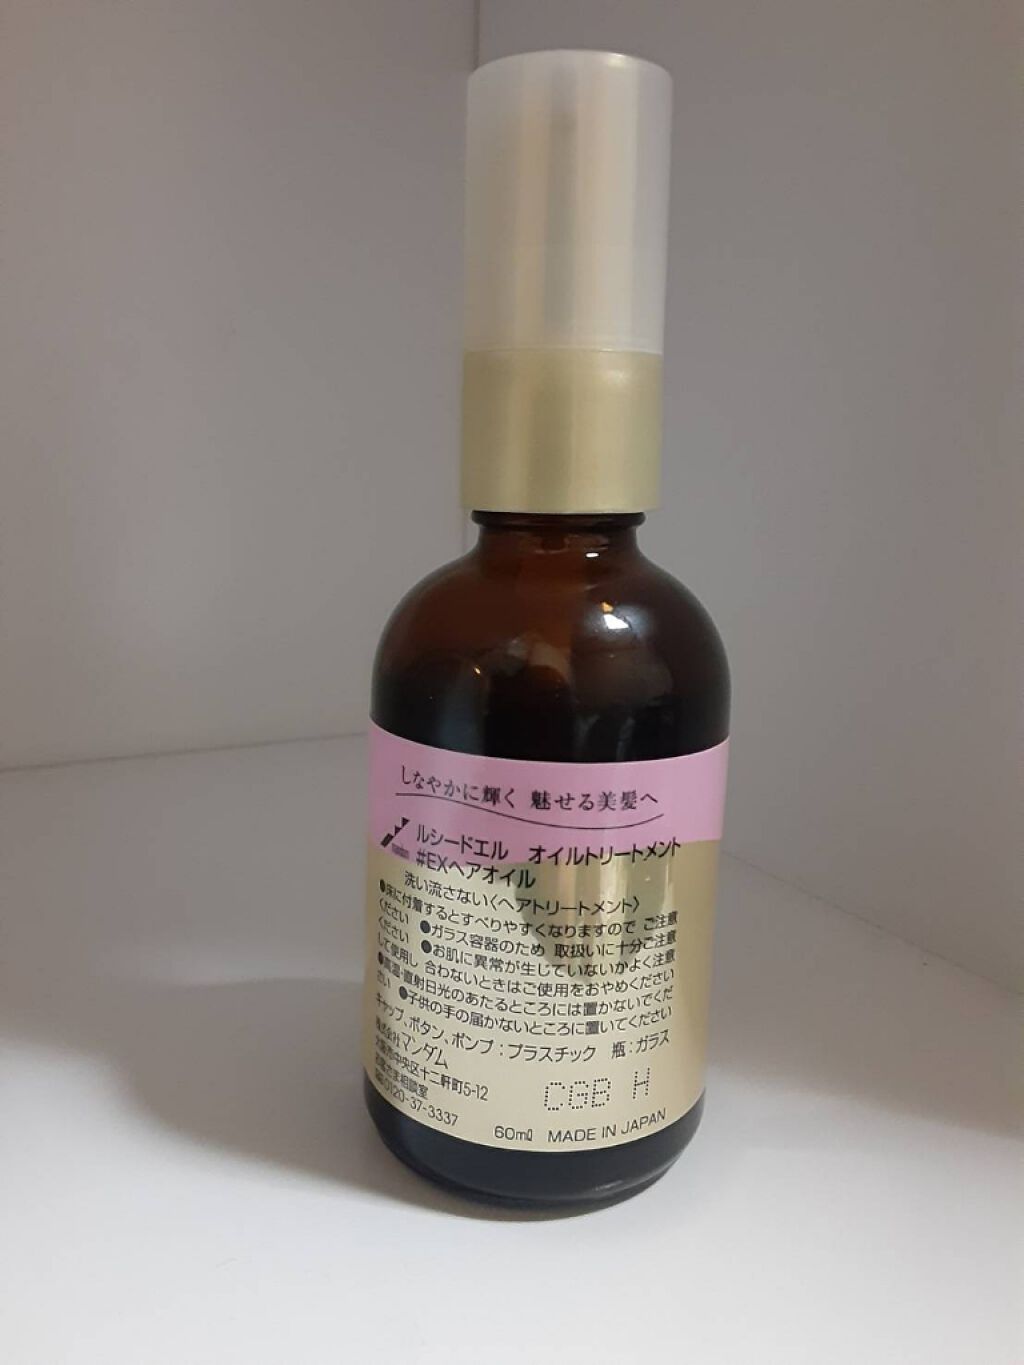 しなやかに輝く 魅せる美髪へ
mandom
ルシードエル オイルトリートメント
#EXヘアオイル
洗い流さない〈ヘアトリートメント〉
●床に付着するとすべりやすくなりますので ご注意
ください ●ガラス容器のため 取扱いに十分ご注意
ください ●お肌に異常が生じていないかよく注意
して使用し 合わないときはご使用をおやめください
●高温・直射日光のあたるところには置かないでくだ
さい ●子供の手の届かないところに置いてください
キャップ、ボタン、ポンプ:プラスチック 瓶:ガラス
株式会社マンダム
大阪市中央区十二軒町5-12
お客さま相談室
0120-37-3337
CGB H
60mℓ MADE IN JAPAN